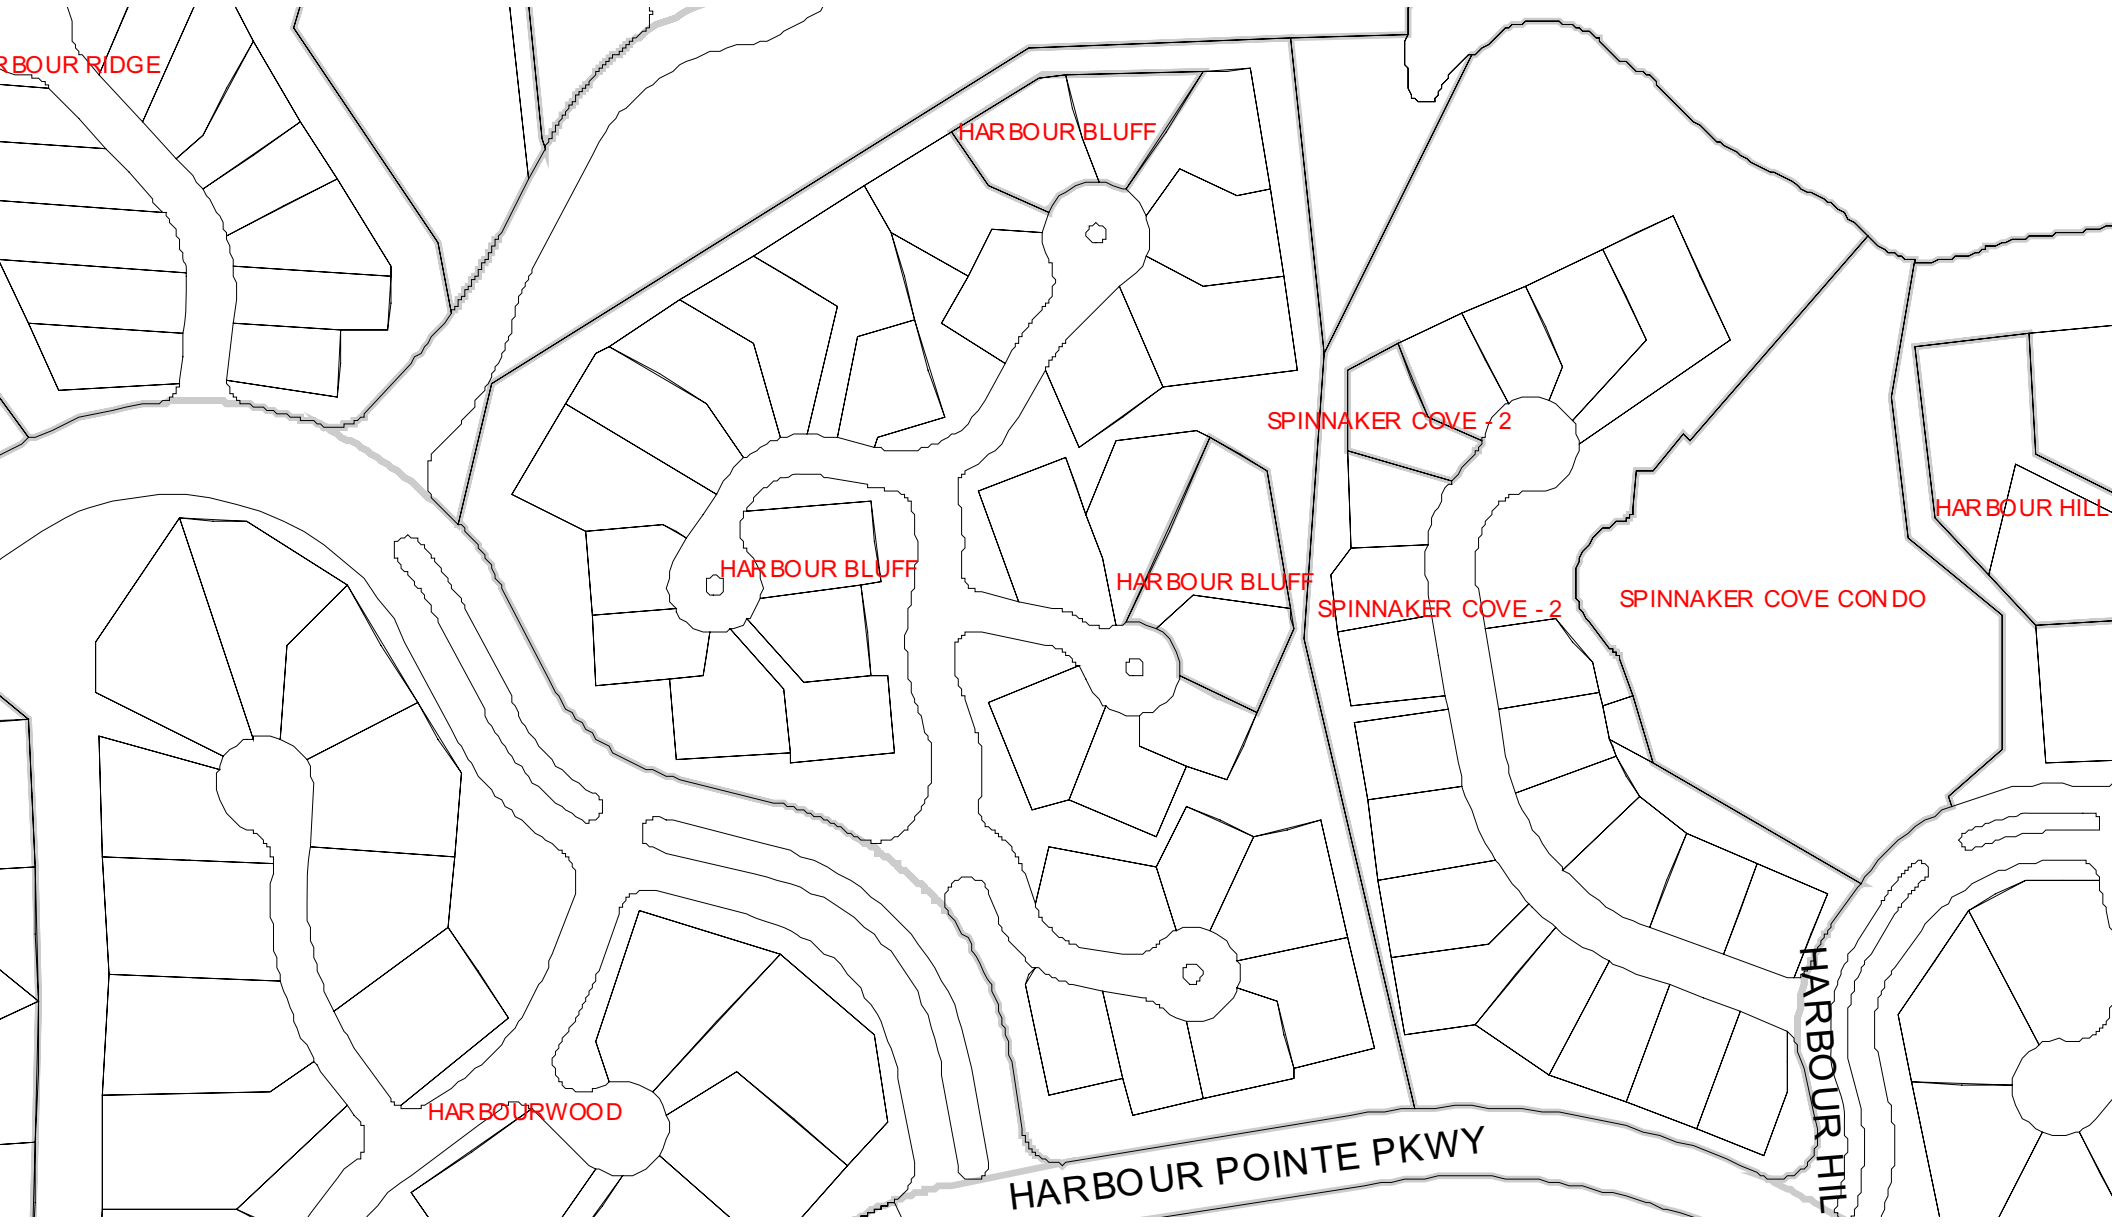 RBOUR RIDGE
HARBOUR BLUFF
SPINNAKER COVE - 2
HARBOUR HILL
HARBOUR BLUFF
HARBOUR BLUFF
SPINNAKER COVE - 2
SPINNAKER COVE CONDO
HARBOURWOOD
HARBOUR POINTE PKWY
HARBOUR HIL